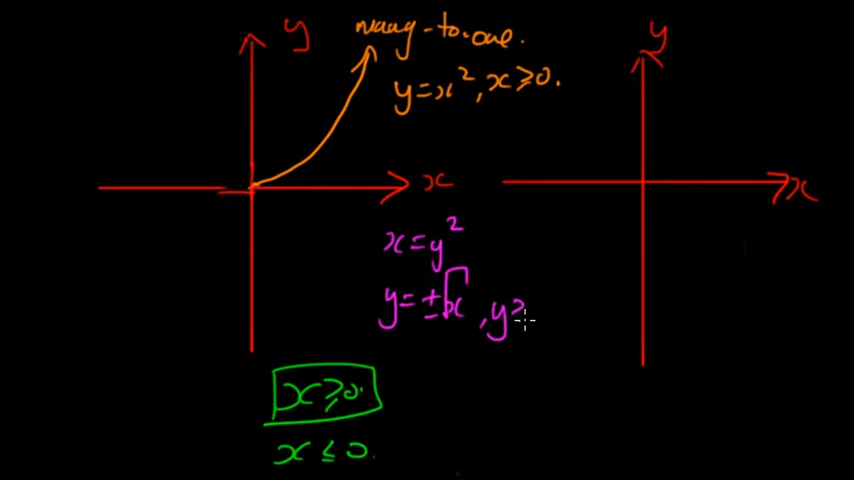 y many-to-one. y
y=x², x≥0.
x x
x=y²
y=±√x , y≥
x≥0.
x≤0.